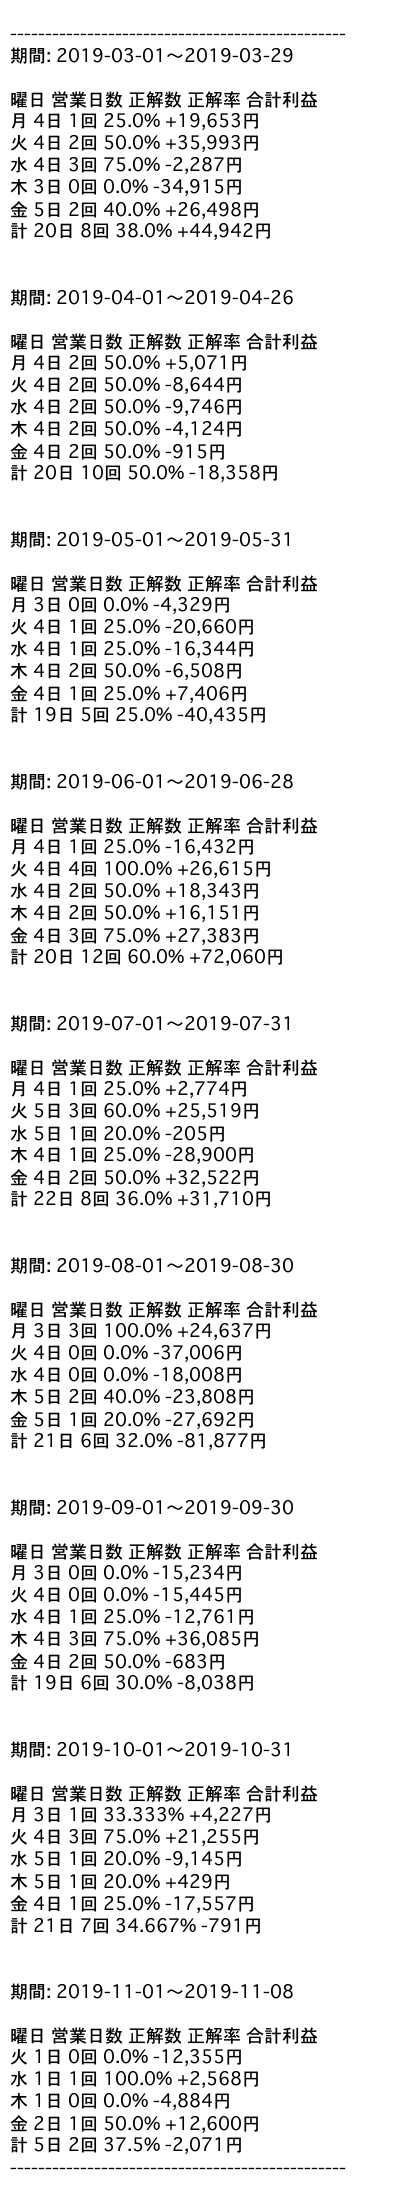 ------------------------------------------------
期間: 2019-03-01〜2019-03-29
曜日 営業日数 正解数 正解率 合計利益
月 4日 1回 25.0% +19,653円
火 4日 2回 50.0% +35,993円
水 4日 3回 75.0% -2,287円
木 3日 0回 0.0% -34,915円
金 5日 2回 40.0% +26,498円
計 20日 8回 38.0% +44,942円
期間: 2019-04-01〜2019-04-26
曜日 営業日数 正解数 正解率 合計利益
月 4日 2回 50.0% +5,071円
火 4日 2回 50.0% -8,644円
水 4日 2回 50.0% -9,746円
木 4日 2回 50.0% -4,124円
金 4日 2回 50.0% -915円
計 20日 10回 50.0% -18,358円
期間: 2019-05-01〜2019-05-31
曜日 営業日数 正解数 正解率 合計利益
月 3日 0回 0.0% -4,329円
火 4日 1回 25.0% -20,660円
水 4日 1回 25.0% -16,344円
木 4日 2回 50.0% -6,508円
金 4日 1回 25.0% +7,406円
計 19日 5回 25.0% -40,435円
期間: 2019-06-01〜2019-06-28
曜日 営業日数 正解数 正解率 合計利益
月 4日 1回 25.0% -16,432円
火 4日 4回 100.0% +26,615円
水 4日 2回 50.0% +18,343円
木 4日 2回 50.0% +16,151円
金 4日 3回 75.0% +27,383円
計 20日 12回 60.0% +72,060円
期間: 2019-07-01〜2019-07-31
曜日 営業日数 正解数 正解率 合計利益
月 4日 1回 25.0% +2,774円
火 5日 3回 60.0% +25,519円
水 5日 1回 20.0% -205円
木 4日 1回 25.0% -28,900円
金 4日 2回 50.0% +32,522円
計 22日 8回 36.0% +31,710円
期間: 2019-08-01〜2019-08-30
曜日 営業日数 正解数 正解率 合計利益
月 3日 3回 100.0% +24,637円
火 4日 0回 0.0% -37,006円
水 4日 0回 0.0% -18,008円
木 5日 2回 40.0% -23,808円
金 5日 1回 20.0% -27,692円
計 21日 6回 32.0% -81,877円
期間: 2019-09-01〜2019-09-30
曜日 営業日数 正解数 正解率 合計利益
月 3日 0回 0.0% -15,234円
火 4日 0回 0.0% -15,445円
水 4日 1回 25.0% -12,761円
木 4日 3回 75.0% +36,085円
金 4日 2回 50.0% -683円
計 19日 6回 30.0% -8,038円
期間: 2019-10-01〜2019-10-31
曜日 営業日数 正解数 正解率 合計利益
月 3日 1回 33.333% +4,227円
火 4日 3回 75.0% +21,255円
水 5日 1回 20.0% -9,145円
木 5日 1回 20.0% +429円
金 4日 1回 25.0% -17,557円
計 21日 7回 34.667% -791円
期間: 2019-11-01〜2019-11-08
曜日 営業日数 正解数 正解率 合計利益
火 1日 0回 0.0% -12,355円
水 1日 1回 100.0% +2,568円
木 1日 0回 0.0% -4,884円
金 2日 1回 50.0% +12,600円
計 5日 2回 37.5% -2,071円
------------------------------------------------